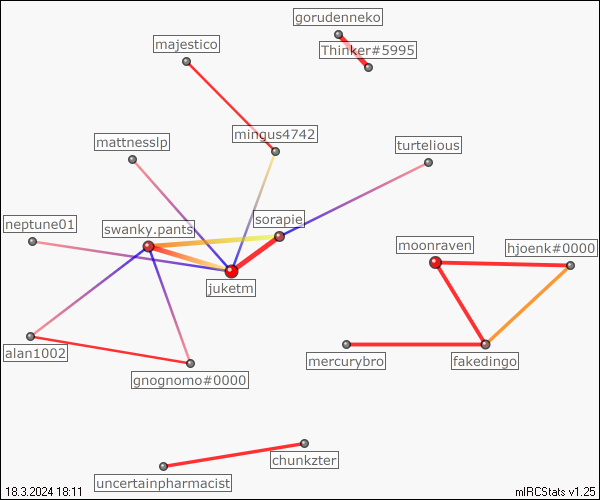 gorudenneko
majestico
Thinker#5995
mingus4742
mattnesslp
turtelious
sorapie
neptune01
swanky.pants
moonraven
hjoenk#0000
juketm
alan1002
mercurybro
fakedingo
gnognomo#0000
chunkzter
uncertainpharmacist
18.3.2024 18:11
mIRCStats v1.25